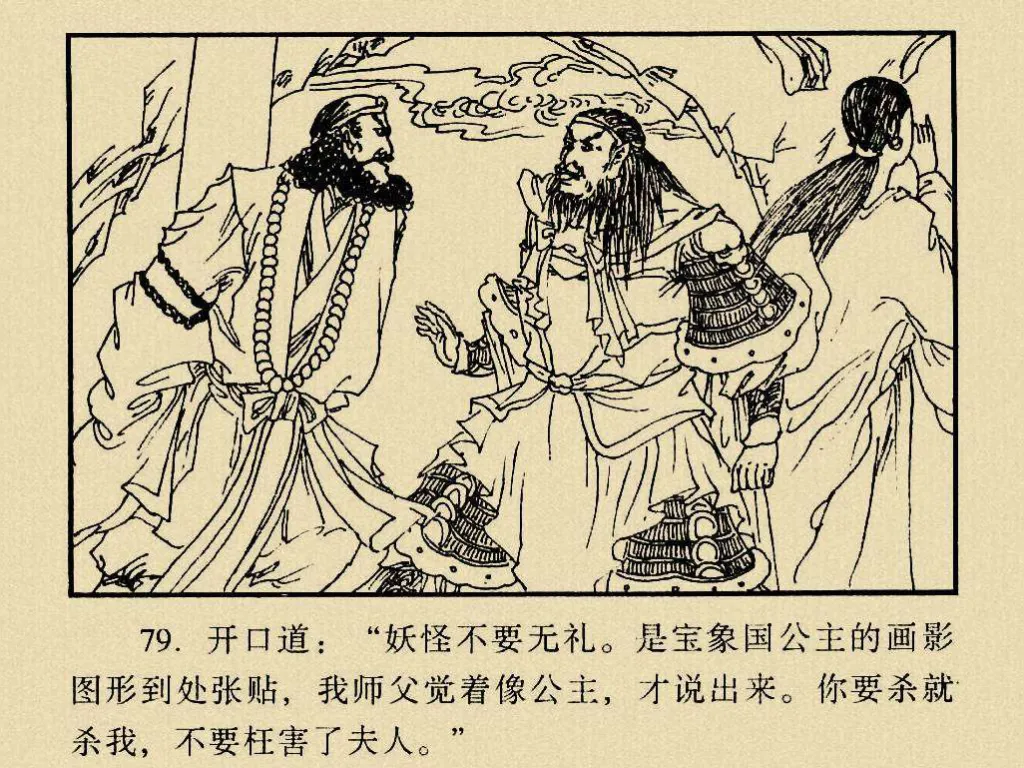 79. 开口道：“妖怪不要无礼。是宝象国公主的画影
图形到处张贴，我师父觉着像公主，才说出来。你要杀就
杀我，不要枉害了夫人。”